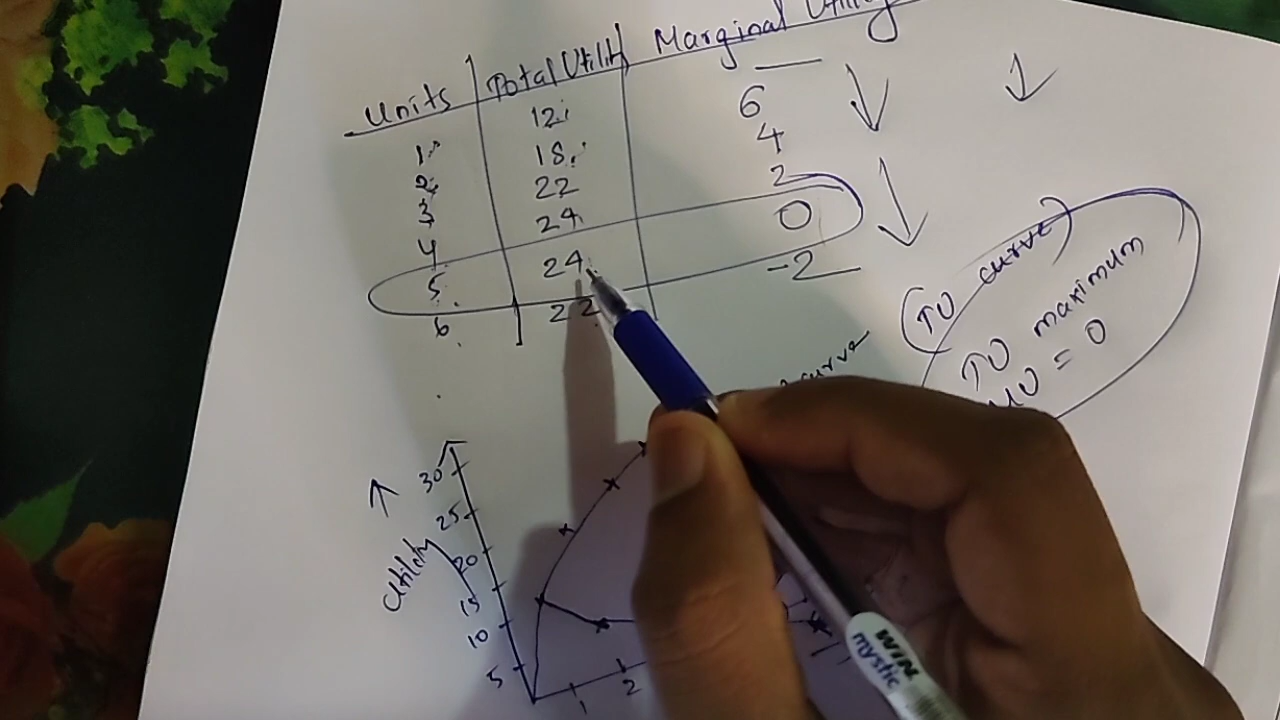 Units Total Utility Marginal Utility
1 12 —
2 18 6
3 22 4
4 24 2
5 24 0
6 22 -2
(TU curve)
TU maximum
MU = 0
curve
Utility
30
25
20
15
10
5
1 2
WIN
mystic